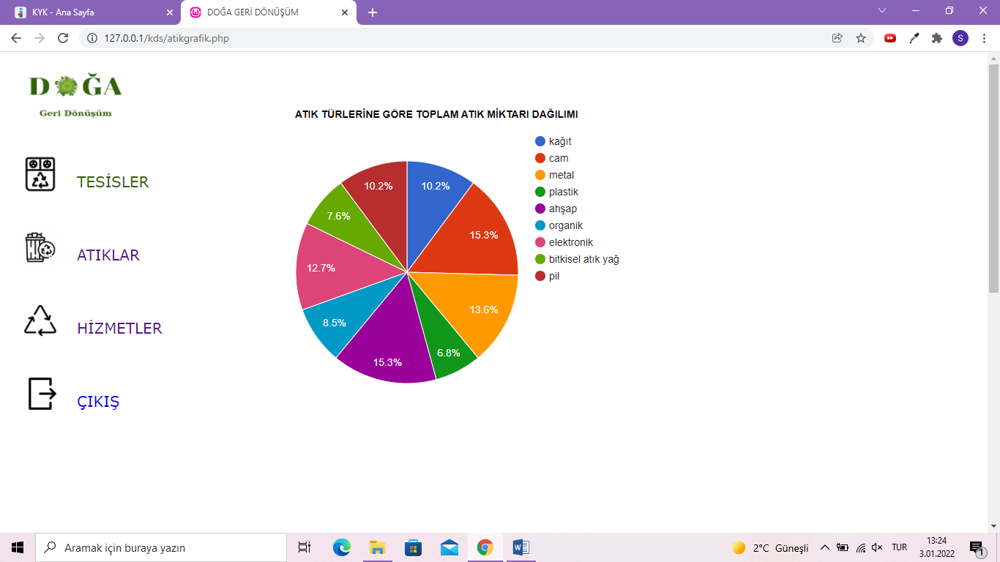 KYK - Ana Sayfa
DOĞA GERİ DÖNÜŞÜM
127.0.0.1/kds/atikgrafik.php
S
DOĞA
Geri Dönüşüm
TESİSLER
ATIKLAR
HİZMETLER
ÇIKIŞ
ATIK TÜRLERİNE GÖRE TOPLAM ATIK MİKTARI DAĞILIMI
10.2%
10.2%
15.3%
7.6%
12.7%
13.6%
8.5%
6.8%
15.3%
kağıt
cam
metal
plastik
ahşap
organik
elektronik
bitkisel atık yağ
pil
Aramak için buraya yazın
2°C Güneşli
TUR
13:24
3.01.2022
1